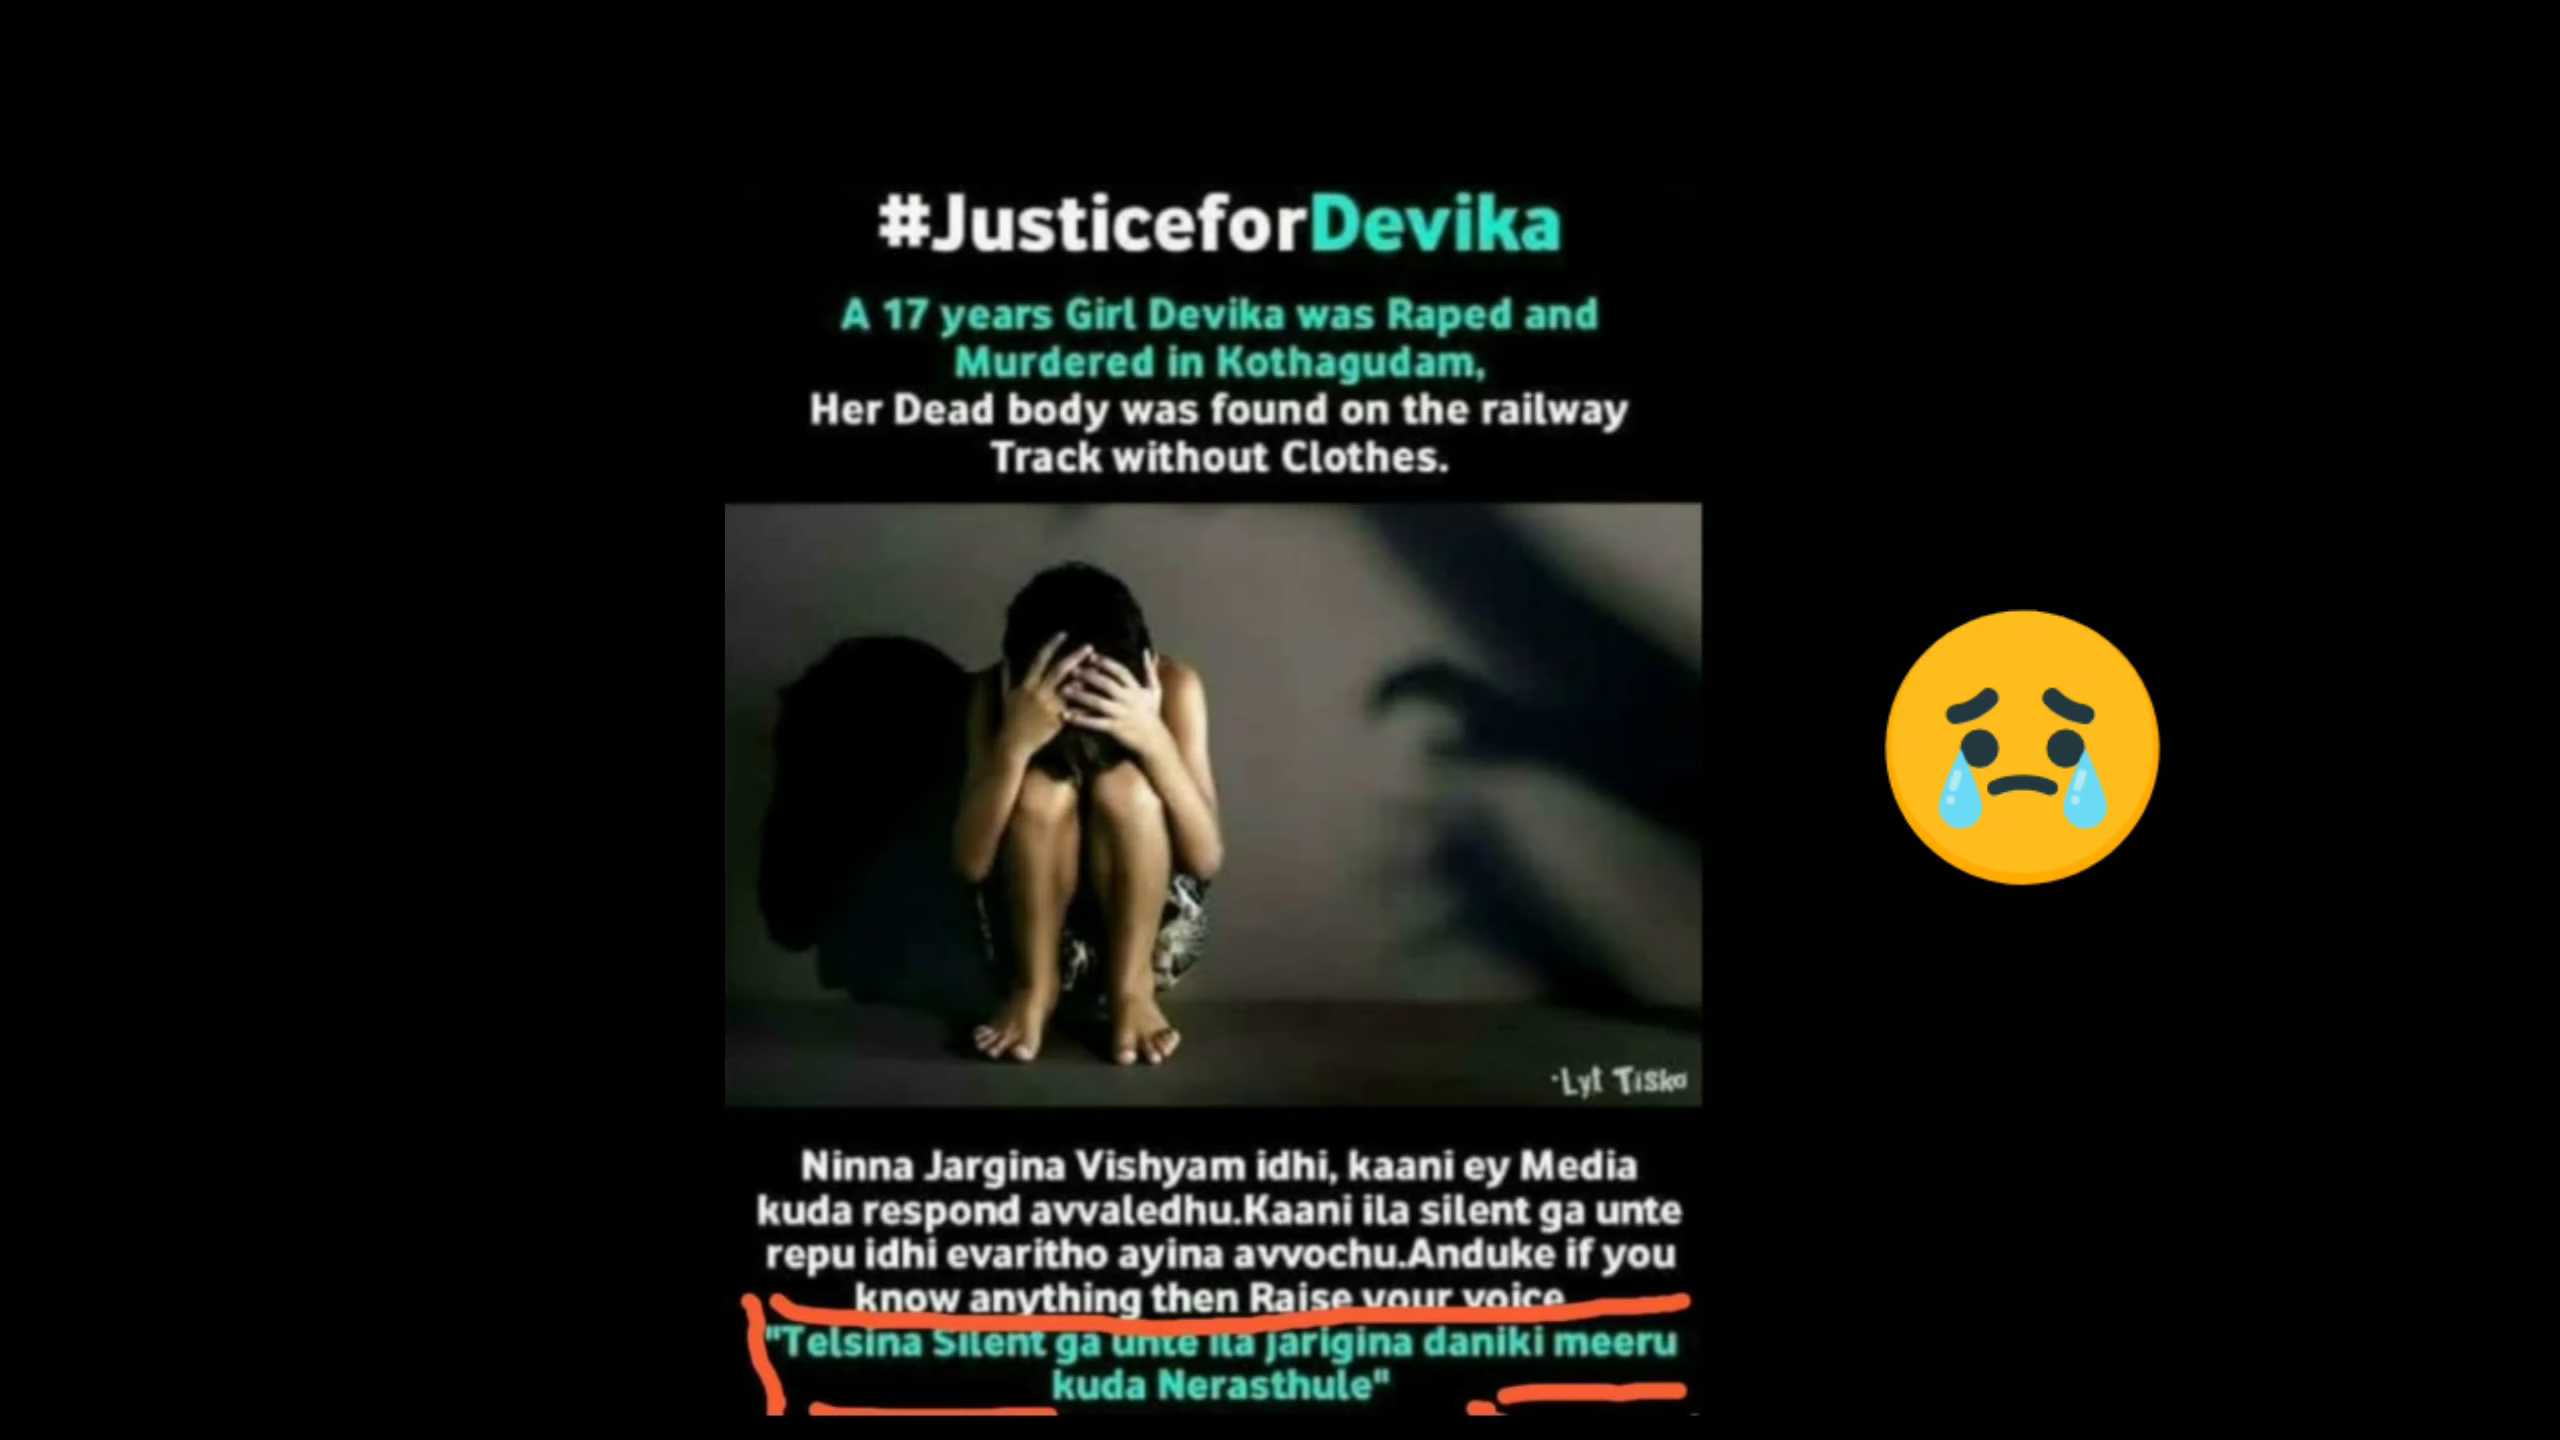 #JusticeforDevika
A 17 years Girl Devika was Raped and
Murdered in Kothagudam,
Her Dead body was found on the railway
Track without Clothes.
·Lyt Tisko
Ninna Jargina Vishyam idhi, kaani ey Media
kuda respond avvaledhu.Kaani ila silent ga unte
repu idhi evaritho ayina avvochu.Anduke if you
know anything then Raise your voice
"Telsina Silent ga unte ila Jarigina daniki meeru
kuda Nerasthule"